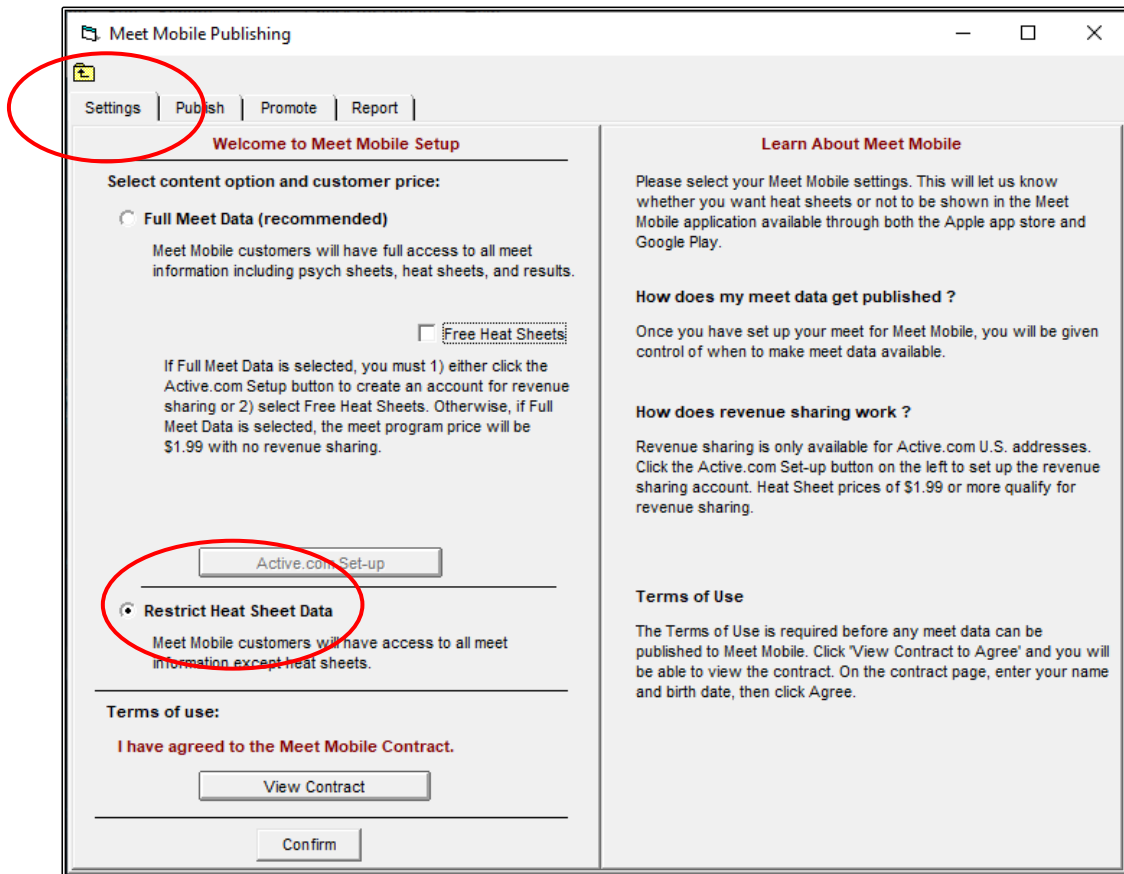 Meet Mobile Publishing
Settings Publish Promote Report
Welcome to Meet Mobile Setup
Select content option and customer price:
Full Meet Data (recommended)
Meet Mobile customers will have full access to all meet
information including psych sheets, heat sheets, and results.
Free Heat Sheets
If Full Meet Data is selected, you must 1) either click the
Active.com Setup button to create an account for revenue
sharing or 2) select Free Heat Sheets. Otherwise, if Full
Meet Data is selected, the meet program price will be
$1.99 with no revenue sharing.
Active.com Set-up
Restrict Heat Sheet Data
Meet Mobile customers will have access to all meet
information except heat sheets.
Terms of use:
I have agreed to the Meet Mobile Contract.
View Contract
Confirm
Learn About Meet Mobile
Please select your Meet Mobile settings. This will let us know
whether you want heat sheets or not to be shown in the Meet
Mobile application available through both the Apple app store and
Google Play.
How does my meet data get published ?
Once you have set up your meet for Meet Mobile, you will be given
control of when to make meet data available.
How does revenue sharing work ?
Revenue sharing is only available for Active.com U.S. addresses.
Click the Active.com Set-up button on the left to set up the revenue
sharing account. Heat Sheet prices of $1.99 or more qualify for
revenue sharing.
Terms of Use
The Terms of Use is required before any meet data can be
published to Meet Mobile. Click 'View Contract to Agree' and you will
be able to view the contract. On the contract page, enter your name
and birth date, then click Agree.